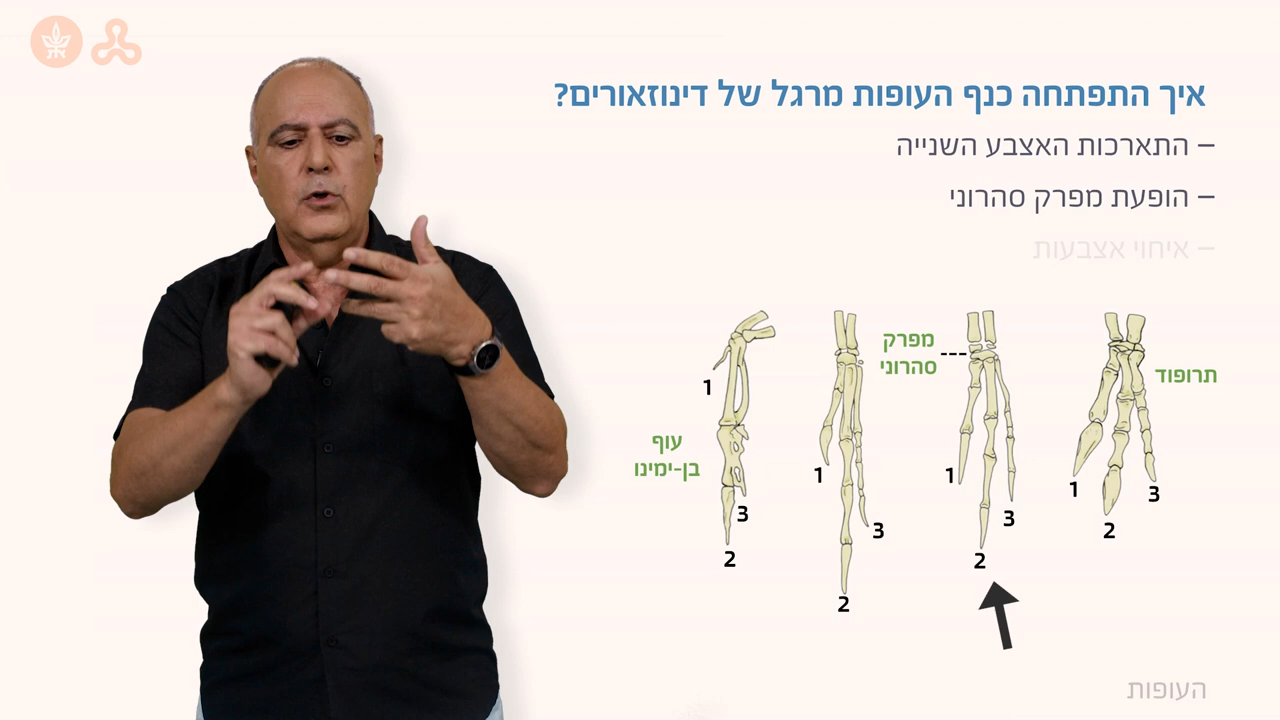 איך התפתחה כנף העופות מרגל של דינוזאורים?
– התארכות האצבע השנייה
– הופעת מפרק סהרוני
– איחוי אצבעות
תרופוד
1
2
3
מפרק
סהרוני
1
2
3
1
2
3
עוף
בן-ימינו
1
2
3
העופות